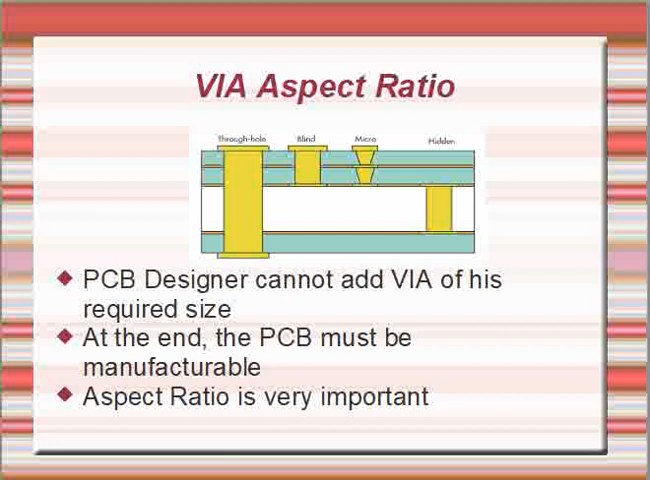 VIA Aspect Ratio
Through-hole Blind Micro Hidden
PCB Designer cannot add VIA of his
required size
At the end, the PCB must be
manufacturable
Aspect Ratio is very important